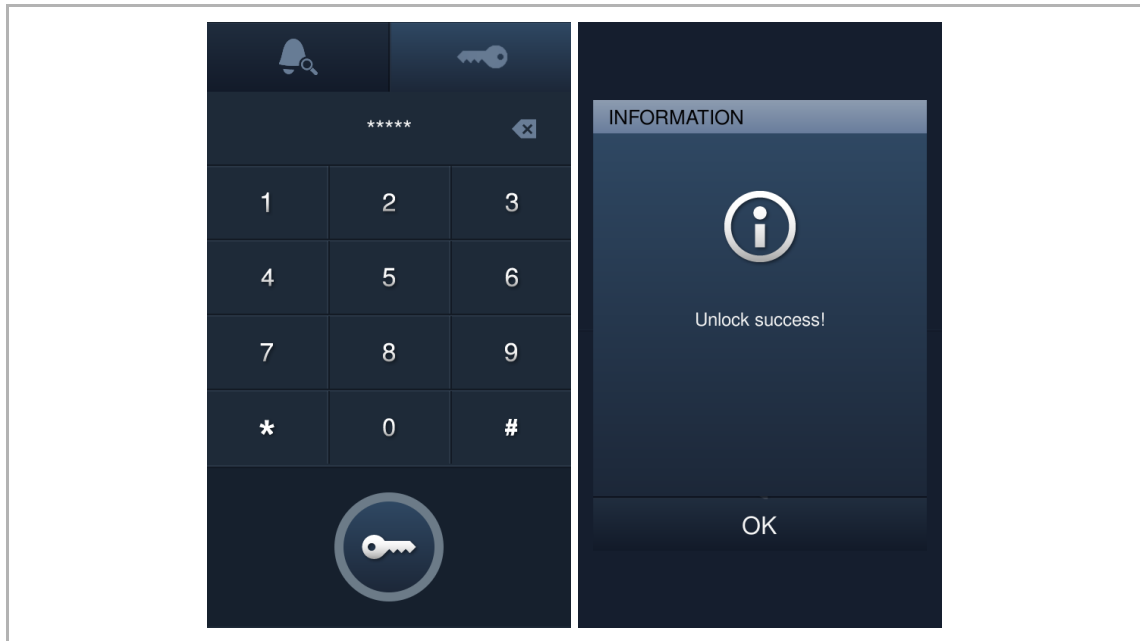 *****
1 2 3
4 5 6
7 8 9
* 0 #
INFORMATION
Unlock success!
OK